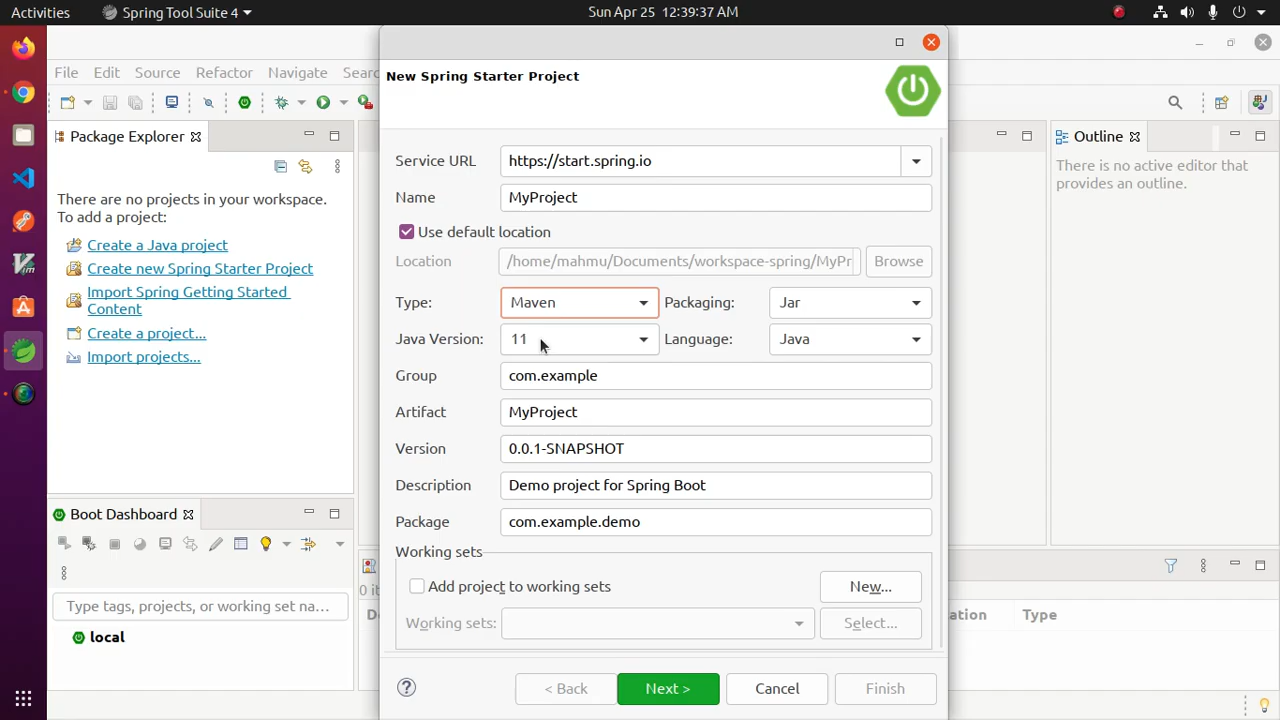 Activities
Spring Tool Suite 4
Sun Apr 25 12:39:37 AM
File Edit Source Refactor Navigate Searc
New Spring Starter Project
Package Explorer
There are no projects in your workspace.
To add a project:
Create a Java project
Create new Spring Starter Project
Import Spring Getting Started
Content
Create a project...
Import projects...
Service URL https://start.spring.io
Name MyProject
Use default location
Location /home/mahmu/Documents/workspace-spring/MyPr Browse
Type: Maven Packaging: Jar
Java Version: 11 Language: Java
Group com.example
Artifact MyProject
Version 0.0.1-SNAPSHOT
Description Demo project for Spring Boot
Package com.example.demo
Working sets
Add project to working sets New...
Working sets: Select...
< Back Next > Cancel Finish
Outline
There is no active editor that
provides an outline.
Boot Dashboard
Type tags, projects, or working set na...
local
0 it
De
ation Type